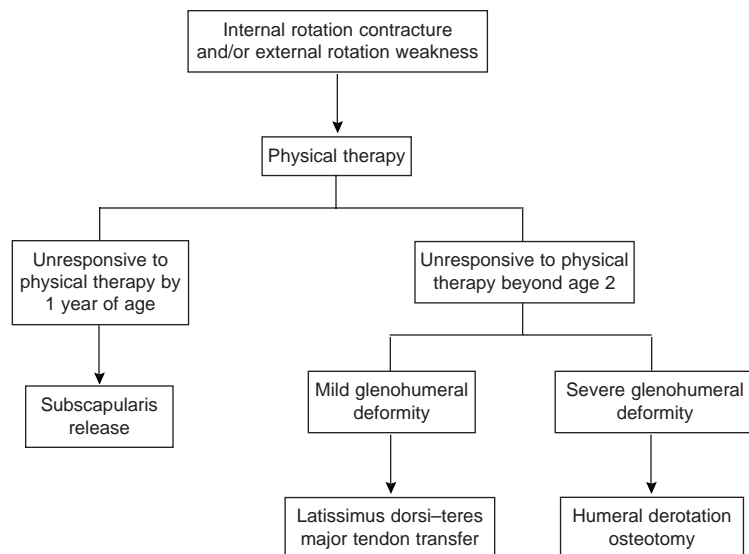 Internal rotation contracture
and/or external rotation weakness
Physical therapy
Unresponsive to
physical therapy by
1 year of age
Unresponsive to physical
therapy beyond age 2
Subscapularis
release
Mild glenohumeral
deformity
Severe glenohumeral
deformity
Latissimus dorsi–teres
major tendon transfer
Humeral derotation
osteotomy